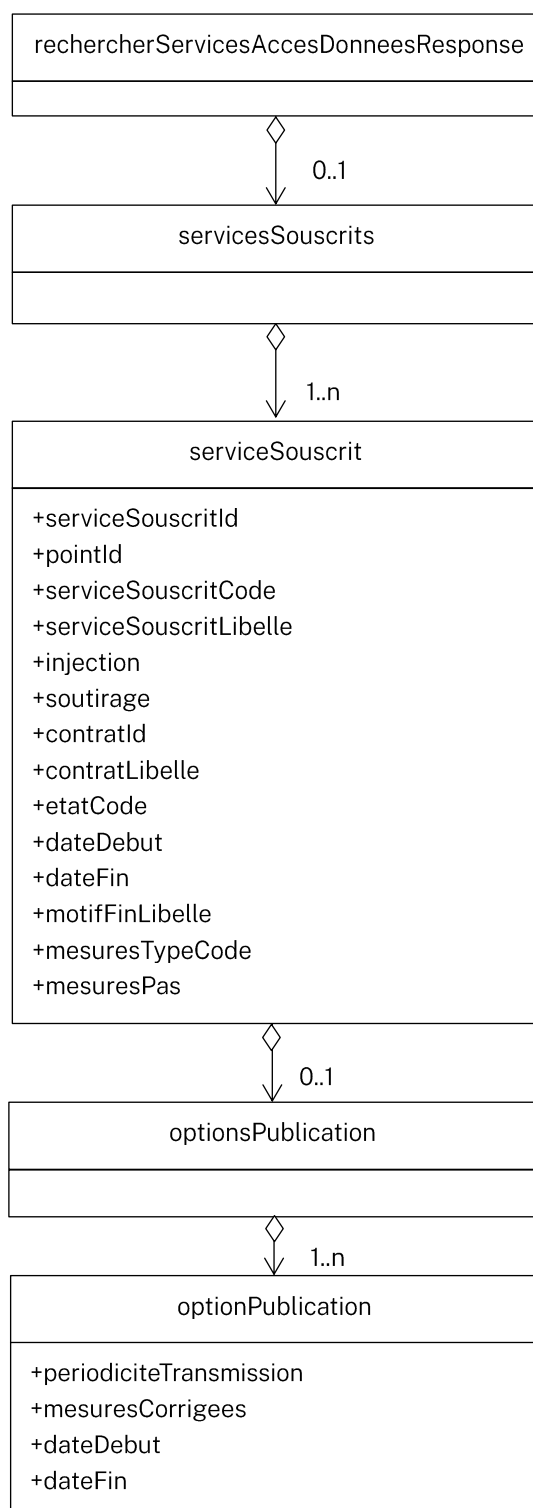 rechercherServicesAccesDonneesResponse
0..1
servicesSouscrits
1..n
serviceSouscrit
+serviceSouscritId
+pointId
+serviceSouscritCode
+serviceSouscritLibelle
+injection
+soutirage
+contratId
+contratLibelle
+etatCode
+dateDebut
+dateFin
+motifFinLibelle
+mesuresTypeCode
+mesuresPas
0..1
optionsPublication
1..n
optionPublication
+periodiciteTransmission
+mesuresCorrigees
+dateDebut
+dateFin